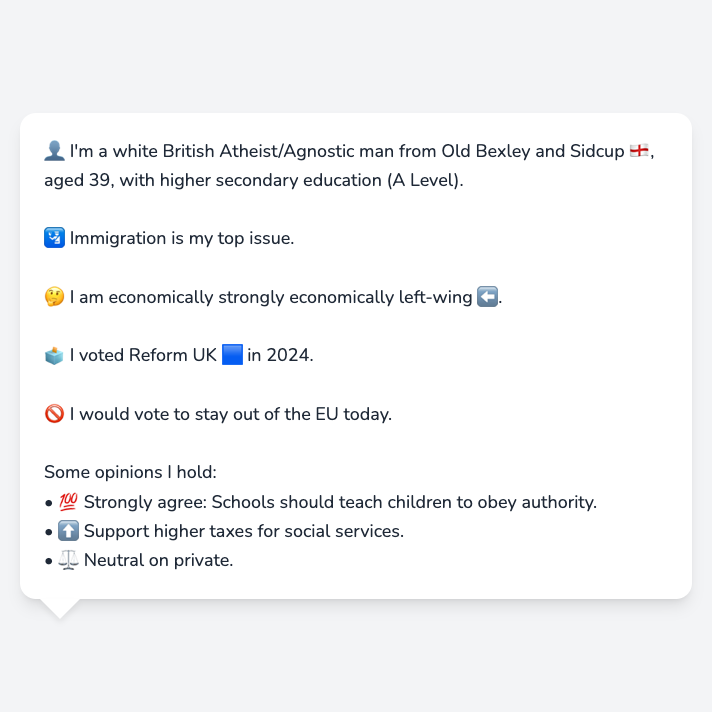 👤 I'm a white British Atheist/Agnostic man from Old Bexley and Sidcup 🏴󠁧󠁢󠁥󠁮󠁧󠁿,
aged 39, with higher secondary education (A Level).
🛂 Immigration is my top issue.
🤔 I am economically strongly economically left-wing ⬅️.
🗳️ I voted Reform UK 🟦 in 2024.
🚫 I would vote to stay out of the EU today.
Some opinions I hold:
• 💯 Strongly agree: Schools should teach children to obey authority.
• ⬆️ Support higher taxes for social services.
• ⚖️ Neutral on private.